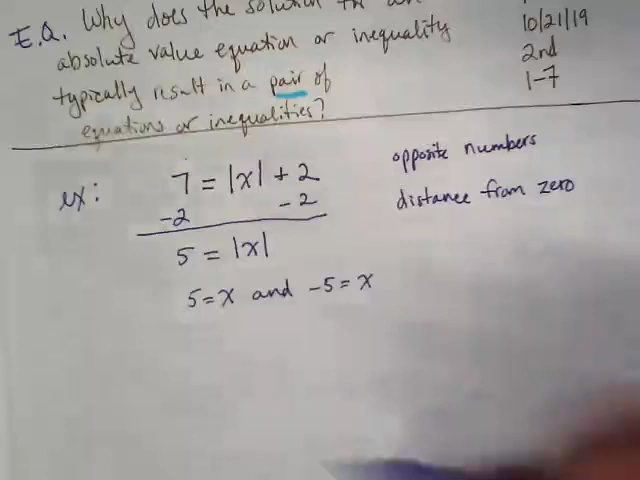 E.Q. Why does the solution
absolute value equation or inequality
typically result in a pair of
equations or inequalities?
10/21/19
2nd
1-7
ex: 7 = |x| + 2
-2 -2
5 = |x|
5 = x and -5 = x
opposite numbers
distance from zero